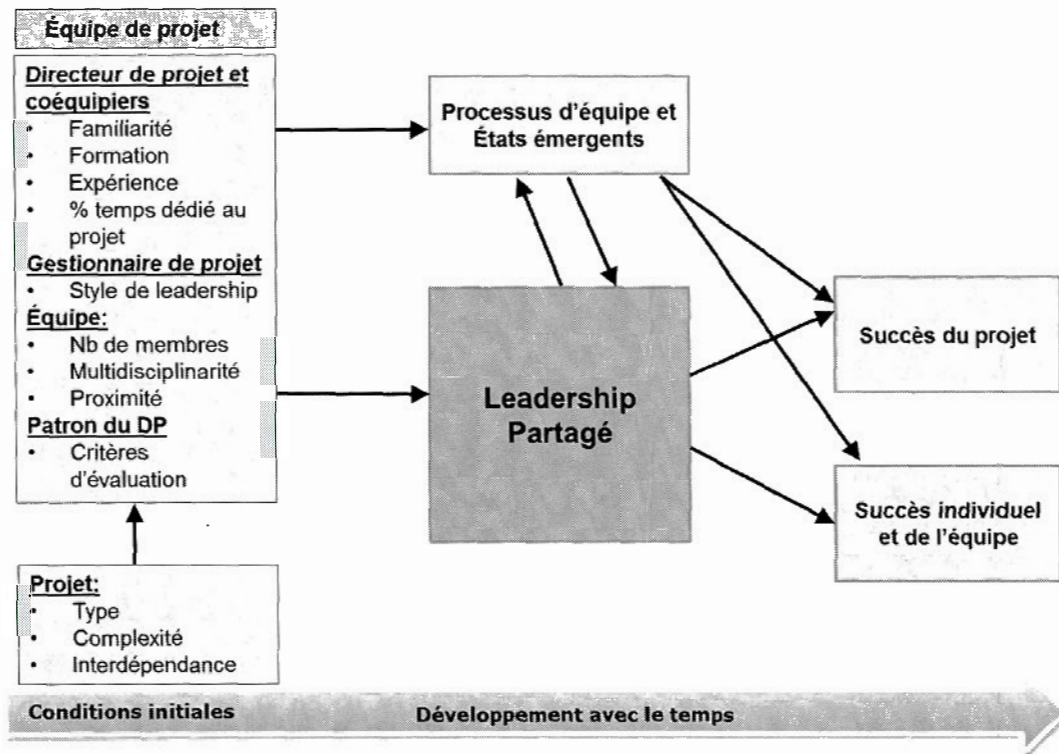 Équipe de projet
Directeur de projet et
coéquipiers
• Familiarité
• Formation
• Expérience
• % temps dédié au
projet
Gestionnaire de projet
• Style de leadership
Équipe:
• Nb de membres
• Multidisciplinarité
• Proximité
Patron du DP
• Critères
d'évaluation
Projet:
• Type
• Complexité
• Interdépendance
Processus d'équipe et
États émergents
Leadership
Partagé
Succès du projet
Succès individuel
et de l'équipe
Conditions initiales
Développement avec le temps